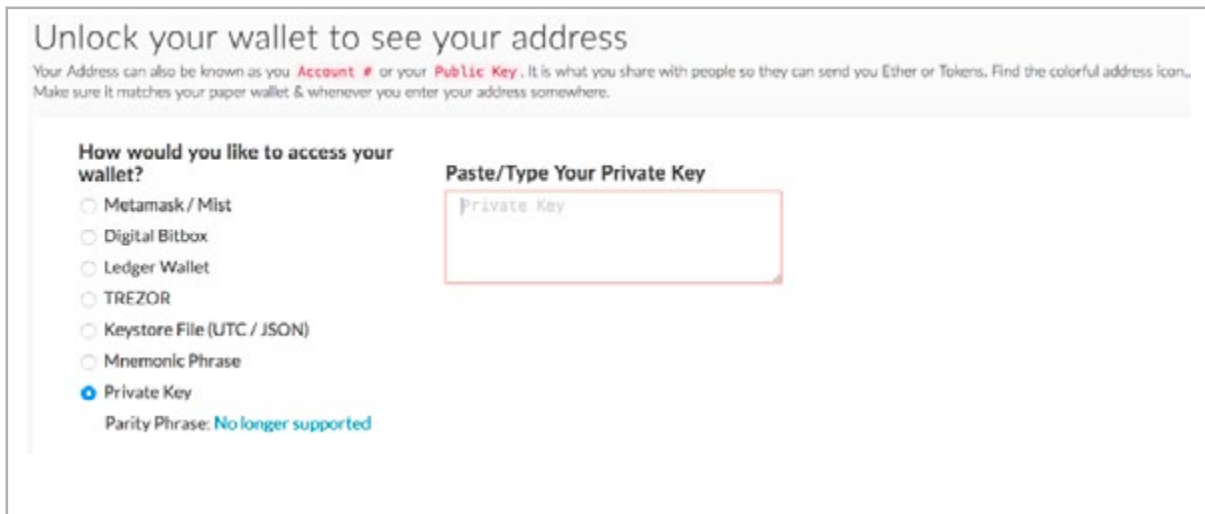 Unlock your wallet to see your address
Your Address can also be known as you Account # or your Public Key. It is what you share with people so they can send you Ether or Tokens. Find the colorful address icon..
Make sure it matches your paper wallet & whenever you enter your address somewhere.
How would you like to access your
wallet?
Paste/Type Your Private Key
Private Key
Metamask / Mist
Digital Bitbox
Ledger Wallet
TREZOR
Keystore File (UTC / JSON)
Mnemonic Phrase
Private Key
Parity Phrase: No longer supported